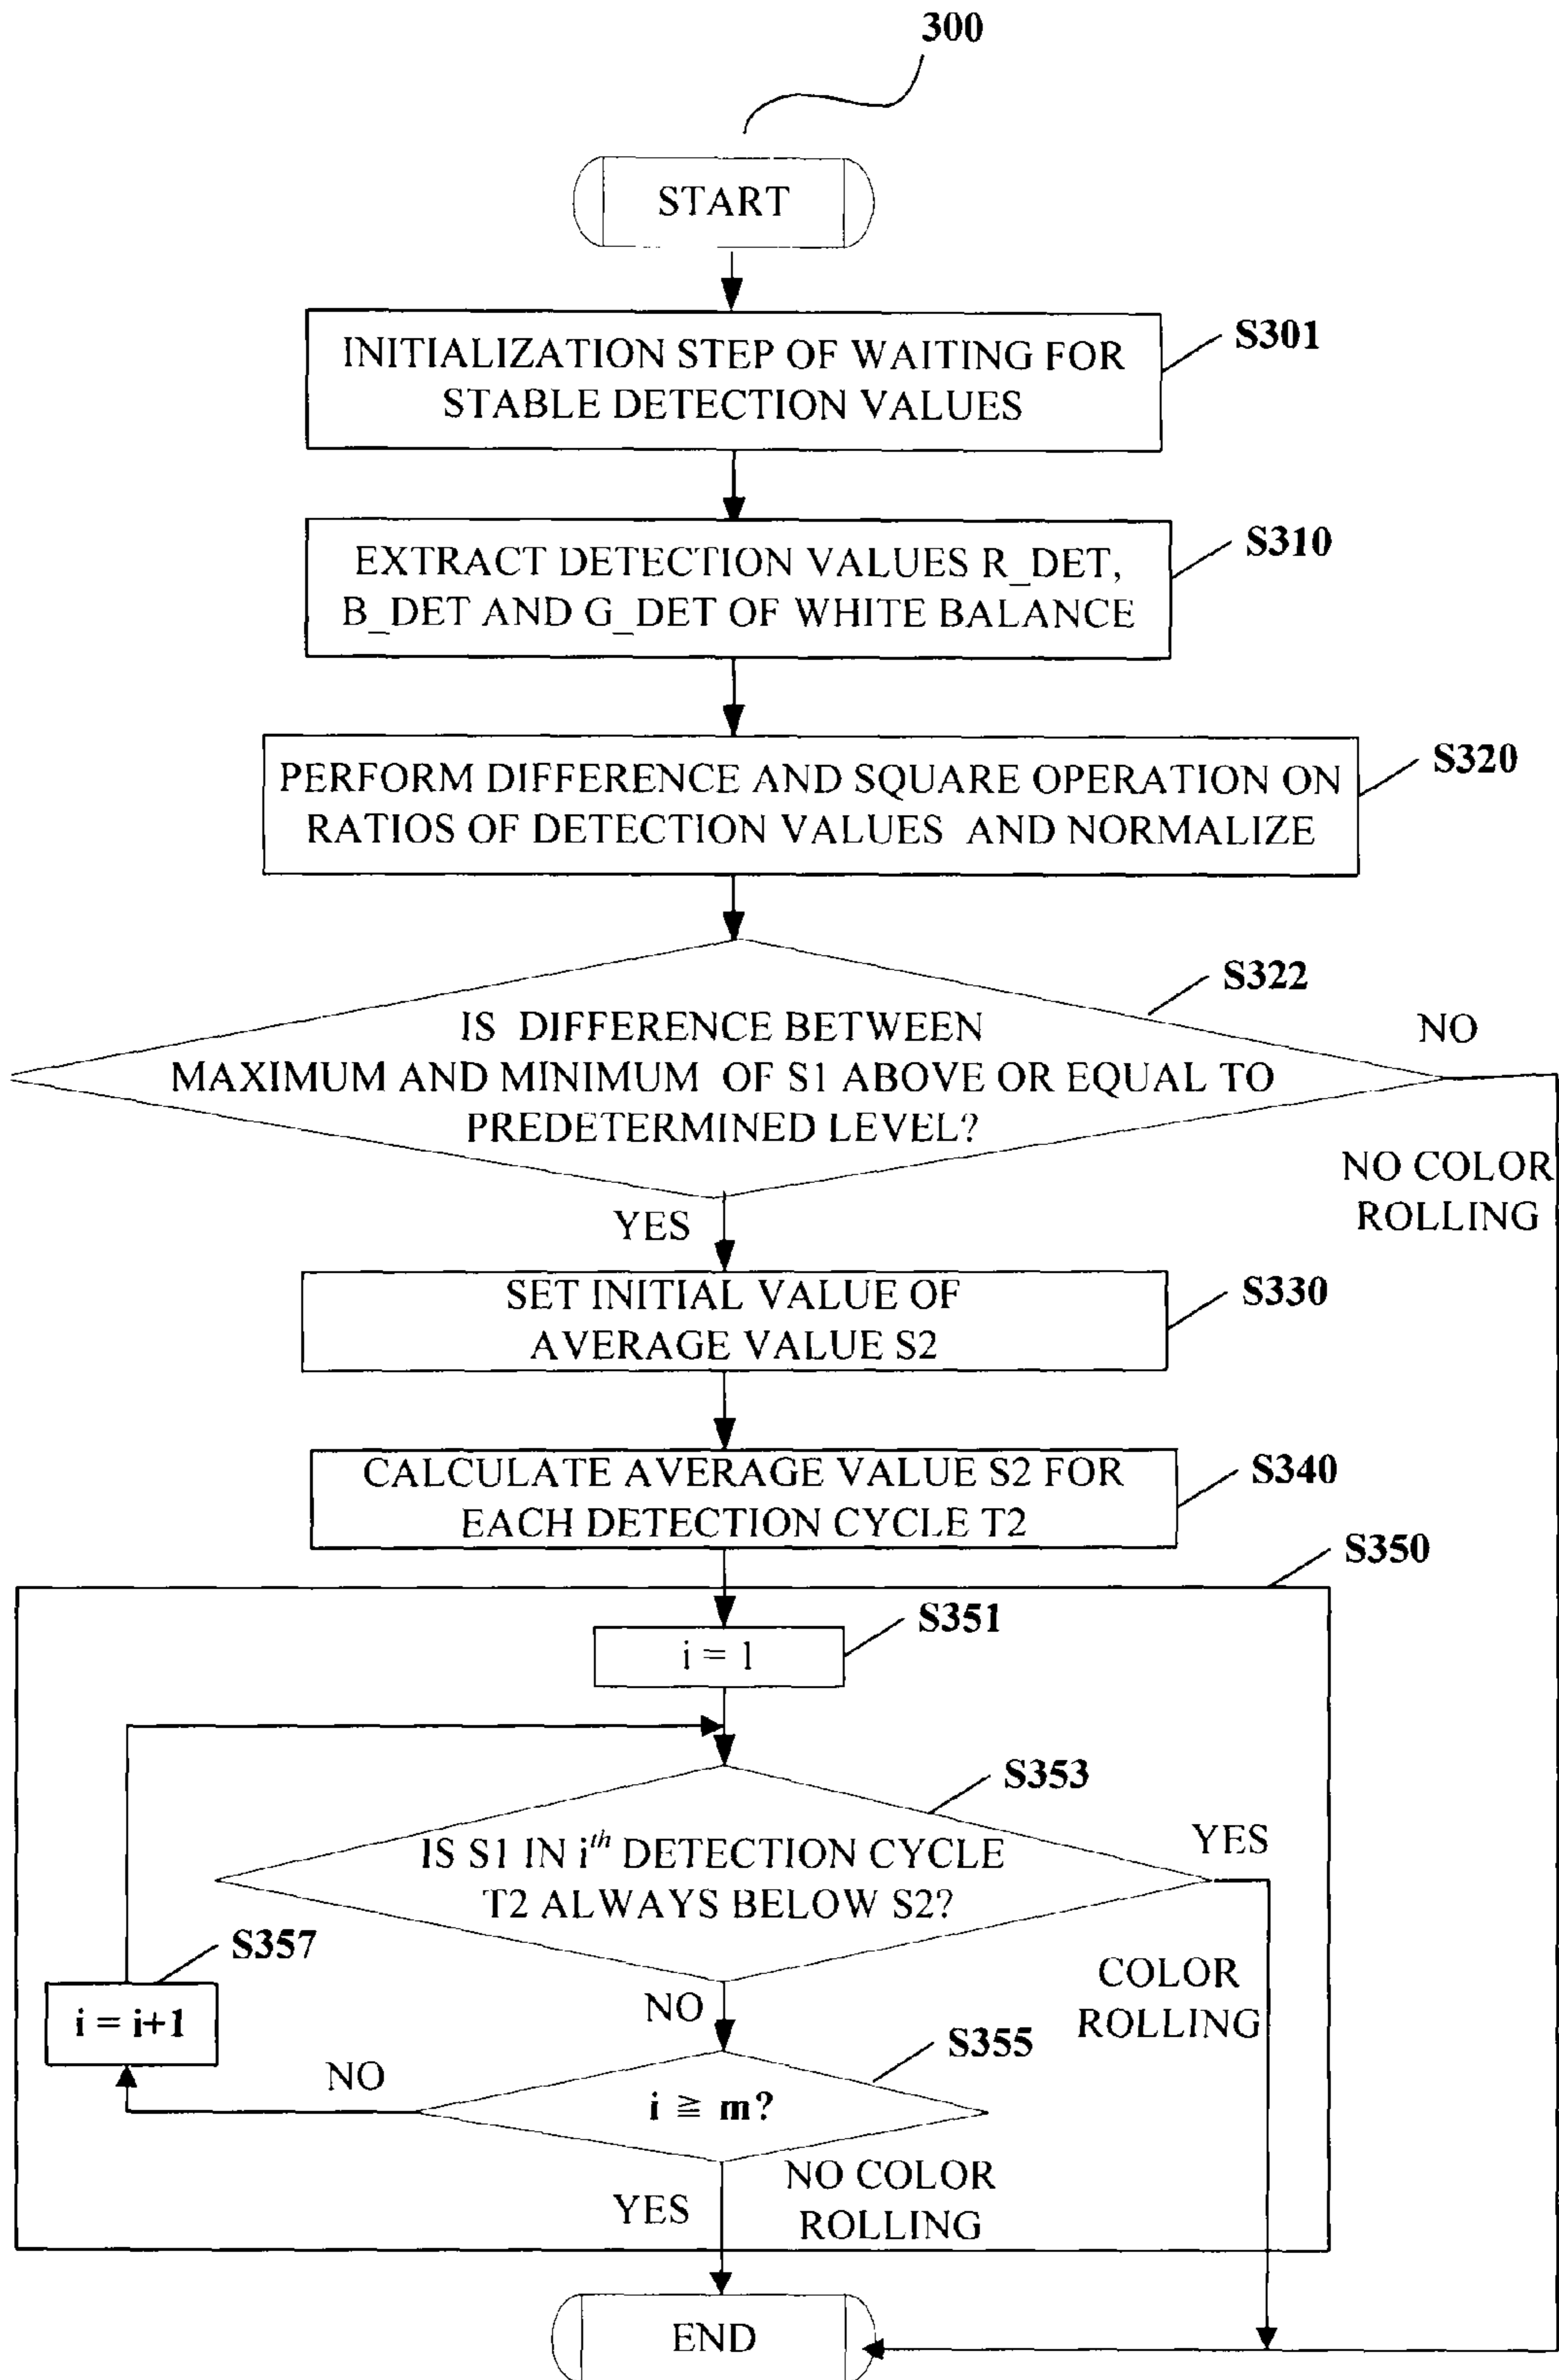 300
START
S301
INITIALIZATION STEP OF WAITING FOR
STABLE DETECTION VALUES
S310
EXTRACT DETECTION VALUES R_DET,
B_DET AND G_DET OF WHITE BALANCE
S320
PERFORM DIFFERENCE AND SQUARE OPERATION ON
RATIOS OF DETECTION VALUES AND NORMALIZE
S322
IS DIFFERENCE BETWEEN
MAXIMUM AND MINIMUM OF S1 ABOVE OR EQUAL TO
PREDETERMINED LEVEL?
NO
NO COLOR
ROLLING
YES
S330
SET INITIAL VALUE OF
AVERAGE VALUE S2
S340
CALCULATE AVERAGE VALUE S2 FOR
EACH DETECTION CYCLE T2
S350
S351
i = 1
S353
IS S1 IN i^th DETECTION CYCLE
T2 ALWAYS BELOW S2?
YES
COLOR
ROLLING
S357
i = i+1
NO
S355
i ≧ m?
NO
YES
NO COLOR
ROLLING
END